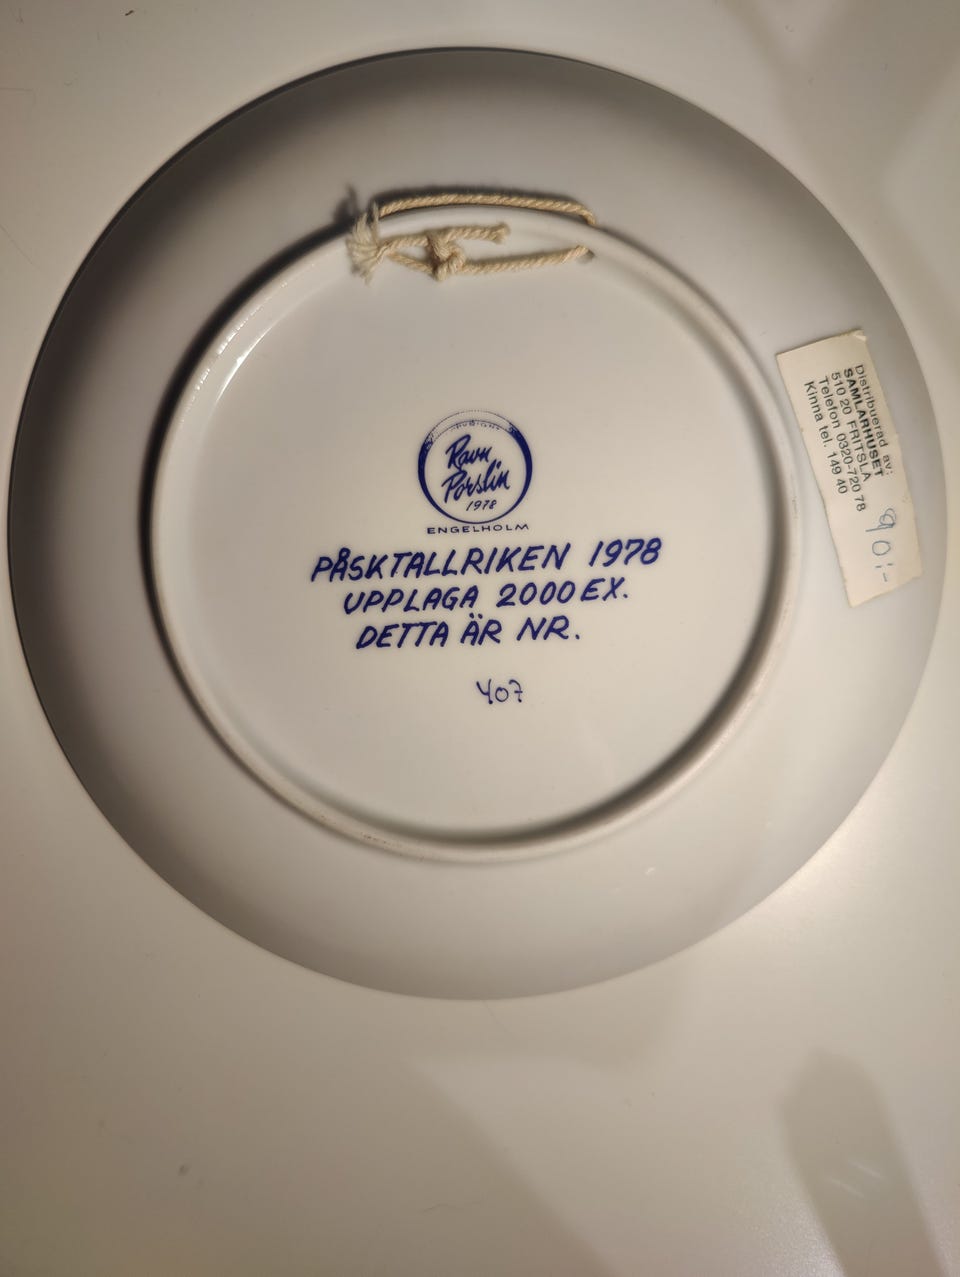 Ravn
Porslin
1978
ENGELHOLM
PÅSKTALLRIKEN 1978
UPPLAGA 2000 EX.
DETTA ÄR NR.
407
Distribuerad av:
SAMLARHUSET
510 20 FRITSLA
Telefon 0320-720 78
Kinna tel. 149 40
90:-